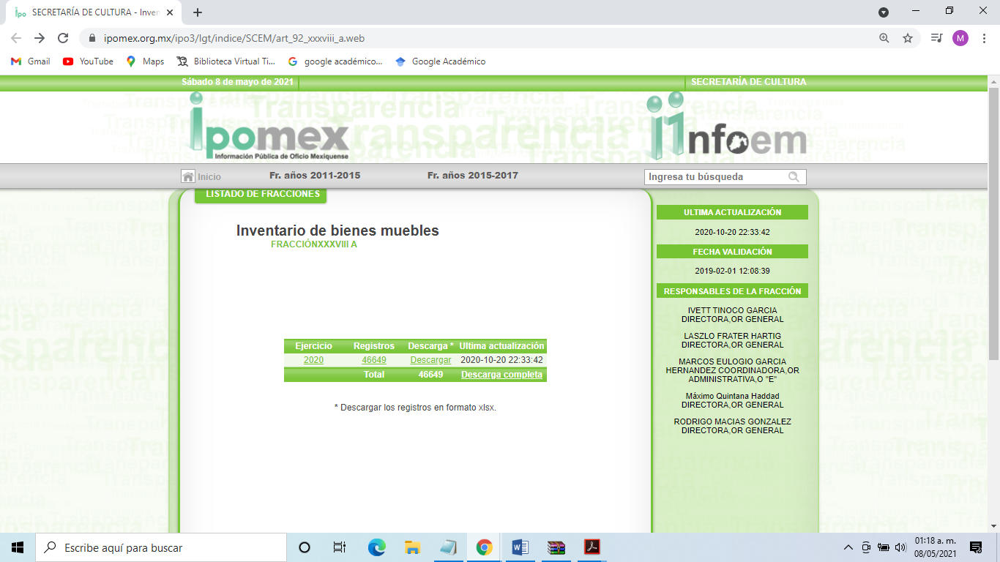 ipo SECRETARÍA DE CULTURA - Inven
ipomex.org.mx/ipo3/lgt/indice/SCEM/art_92_xxxviii_a.web
M
Gmail YouTube Maps Biblioteca Virtual Ti... google académico... Google Académico
Sábado 8 de mayo de 2021 SECRETARÍA DE CULTURA
Transparencia
ipomex
Información Pública de Oficio Mexiquense
infoem
Inicio Fr. años 2011-2015 Fr. años 2015-2017 Ingresa tu búsqueda
LISTADO DE FRACCIONES
Inventario de bienes muebles
FRACCIÓNXXXVIII A
Ejercicio Registros Descarga * Ultima actualización
2020 46649 Descargar 2020-10-20 22:33:42
Total 46649 Descarga completa
* Descargar los registros en formato xlsx.
ULTIMA ACTUALIZACIÓN
2020-10-20 22:33:42
FECHA VALIDACIÓN
2019-02-01 12:08:39
RESPONSABLES DE LA FRACCIÓN
IVETT TINOCO GARCIA
DIRECTORA,OR GENERAL
LASZLO FRATER HARTIG
DIRECTORA,OR GENERAL
MARCOS EULOGIO GARCIA
HERNANDEZ COORDINADORA,OR
ADMINISTRATIVA,O "E"
Máximo Quintana Haddad
DIRECTORA,OR GENERAL
RODRIGO MACIAS GONZALEZ
DIRECTORA,OR GENERAL
Escribe aquí para buscar
01:18 a. m.
08/05/2021